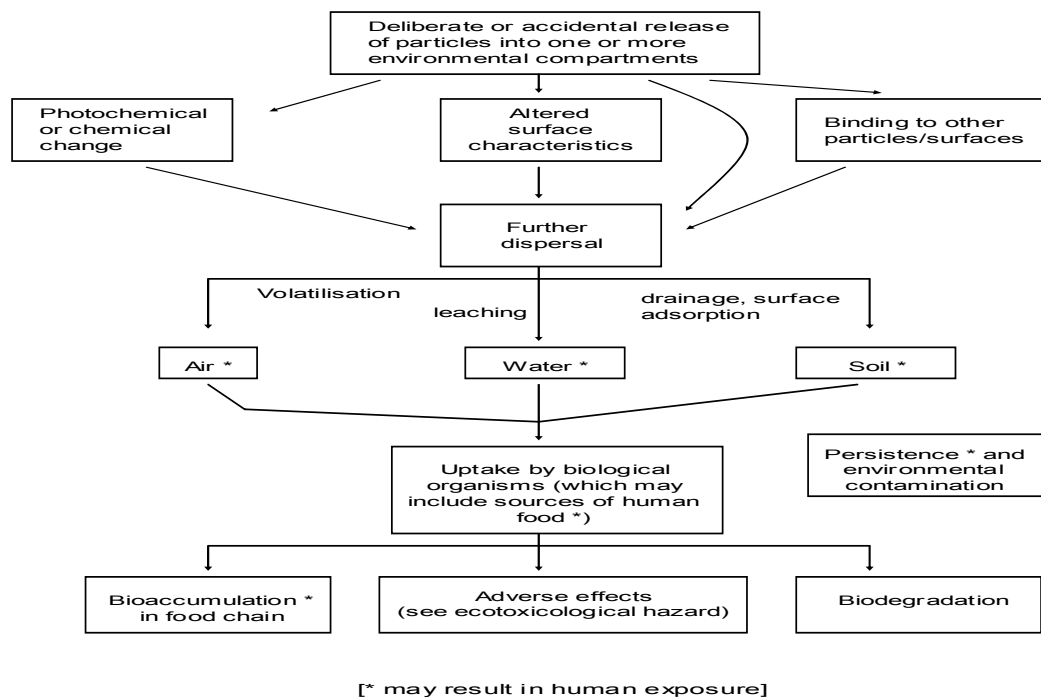 Deliberate or accidental release
of particles into one or more
environmental compartments
Photochemical
or chemical
change
Altered
surface
characteristics
Binding to other
particles/surfaces
Further
dispersal
Volatilisation
leaching
drainage, surface
adsorption
Air *
Water *
Soil *
Uptake by biological
organisms (which may
include sources of human
food *)
Persistence * and
environmental
contamination
Bioaccumulation *
in food chain
Adverse effects
(see ecotoxicological hazard)
Biodegradation
[* may result in human exposure]